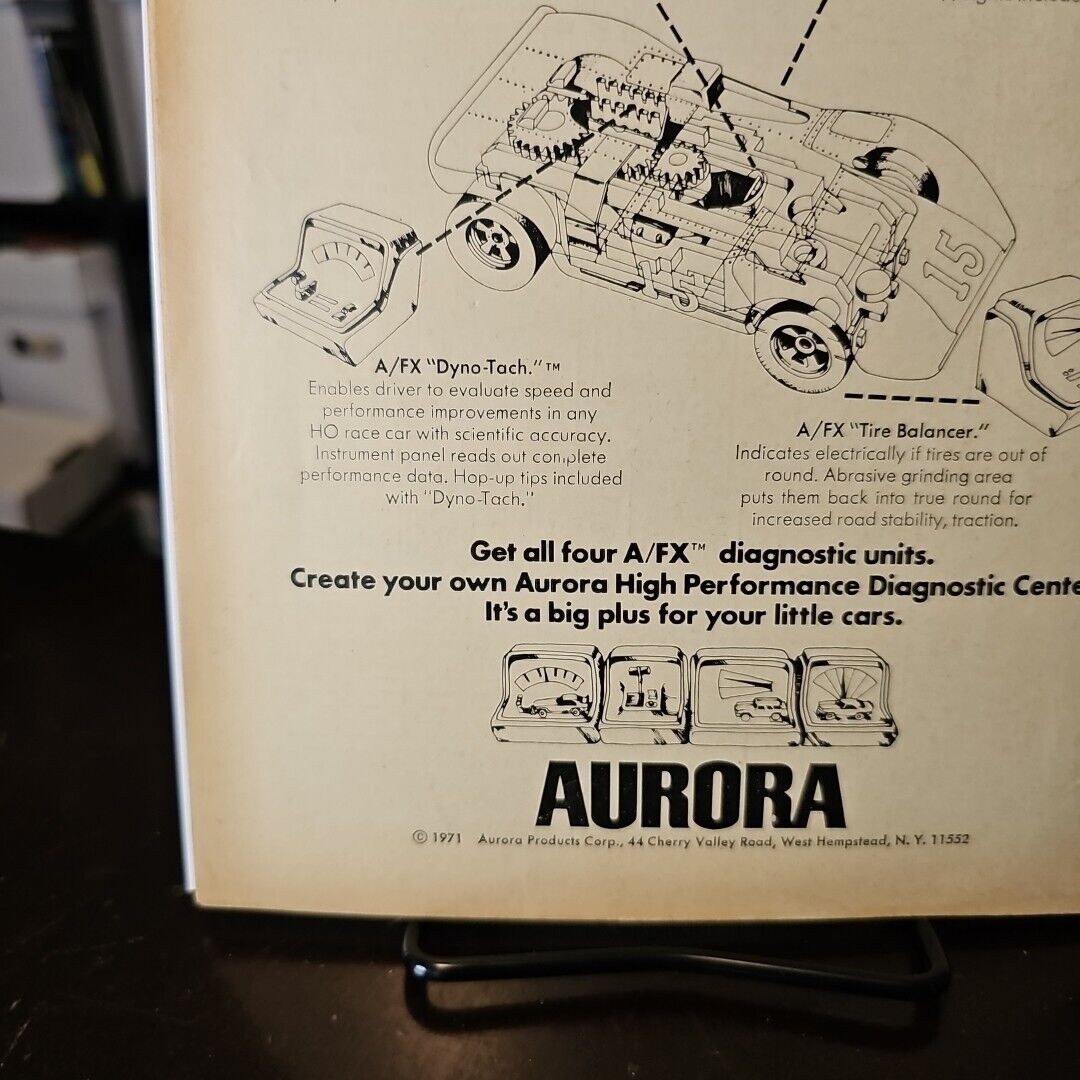 15
15
A/FX "Dyno-Tach."™
Enables driver to evaluate speed and
performance improvements in any
HO race car with scientific accuracy.
Instrument panel reads out complete
performance data. Hop-up tips included
with "Dyno-Tach."
A/FX "Tire Balancer."
Indicates electrically if tires are out of
round. Abrasive grinding area
puts them back into true round for
increased road stability, traction.
Get all four A/FX™ diagnostic units.
Create your own Aurora High Performance Diagnostic Cente
It's a big plus for your little cars.
AURORA
© 1971 Aurora Products Corp., 44 Cherry Valley Road, West Hempstead, N. Y. 11552